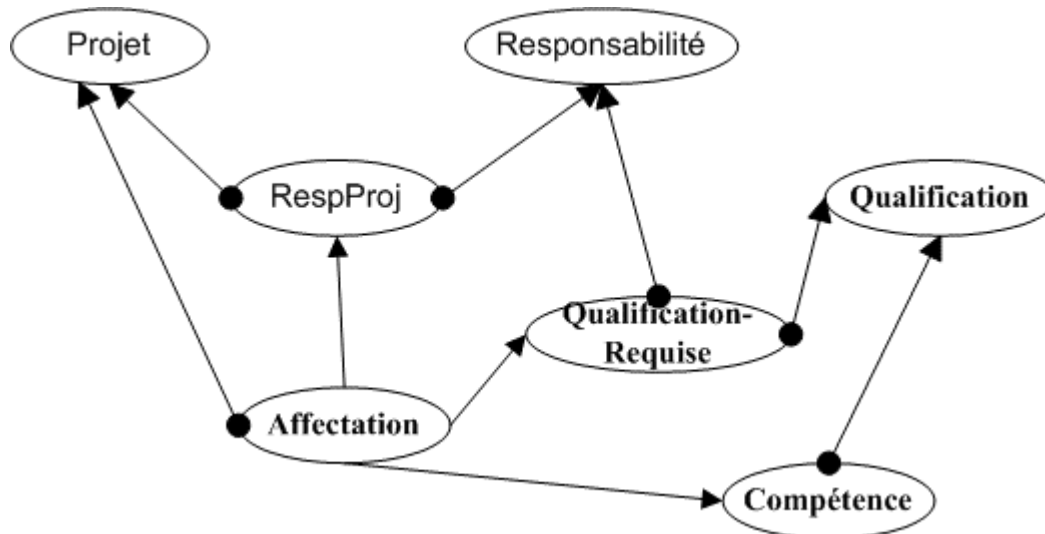 Projet
Responsabilité
RespProj
Qualification
Qualification-
Requise
Affectation
Compétence